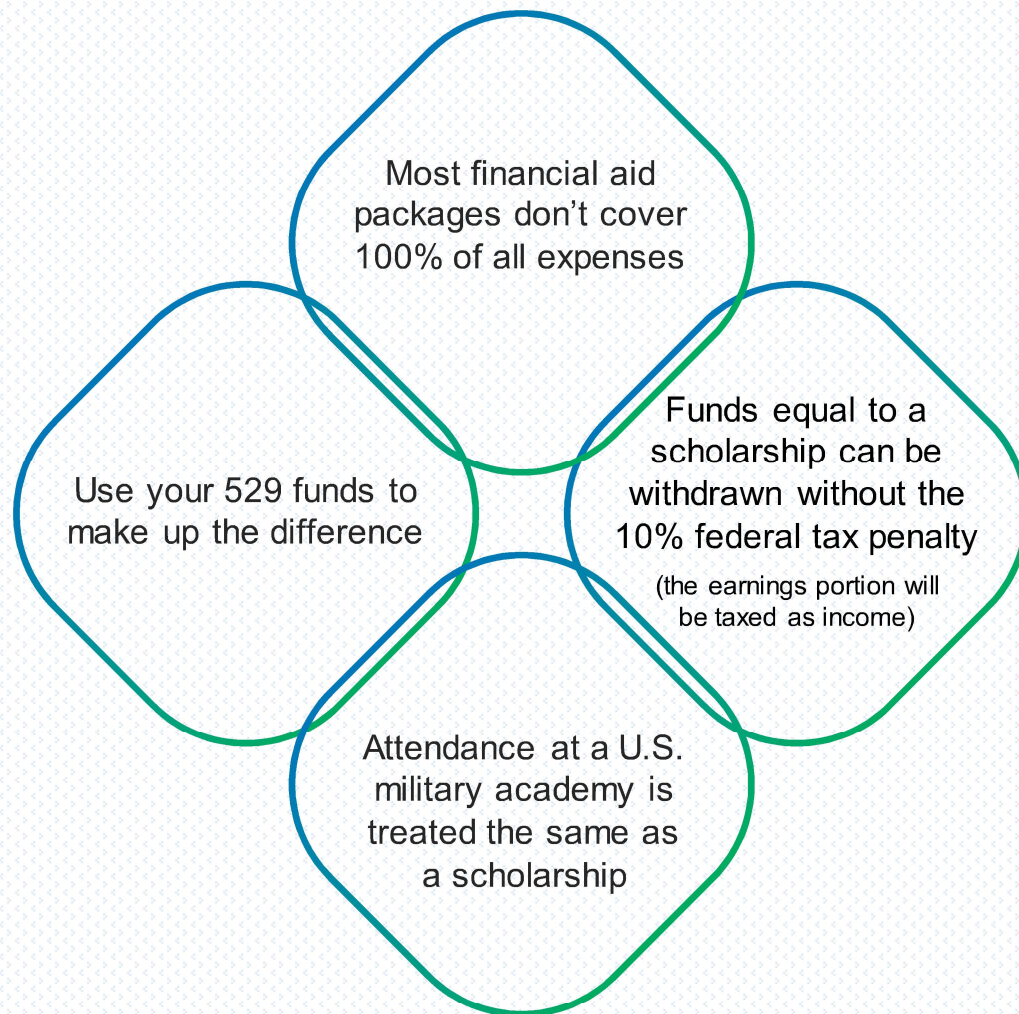 Most financial aid
packages don’t cover
100% of all expenses
Funds equal to a
scholarship can be
withdrawn without the
10% federal tax penalty
(the earnings portion will
be taxed as income)
Use your 529 funds to
make up the difference
Attendance at a U.S.
military academy is
treated the same as
a scholarship